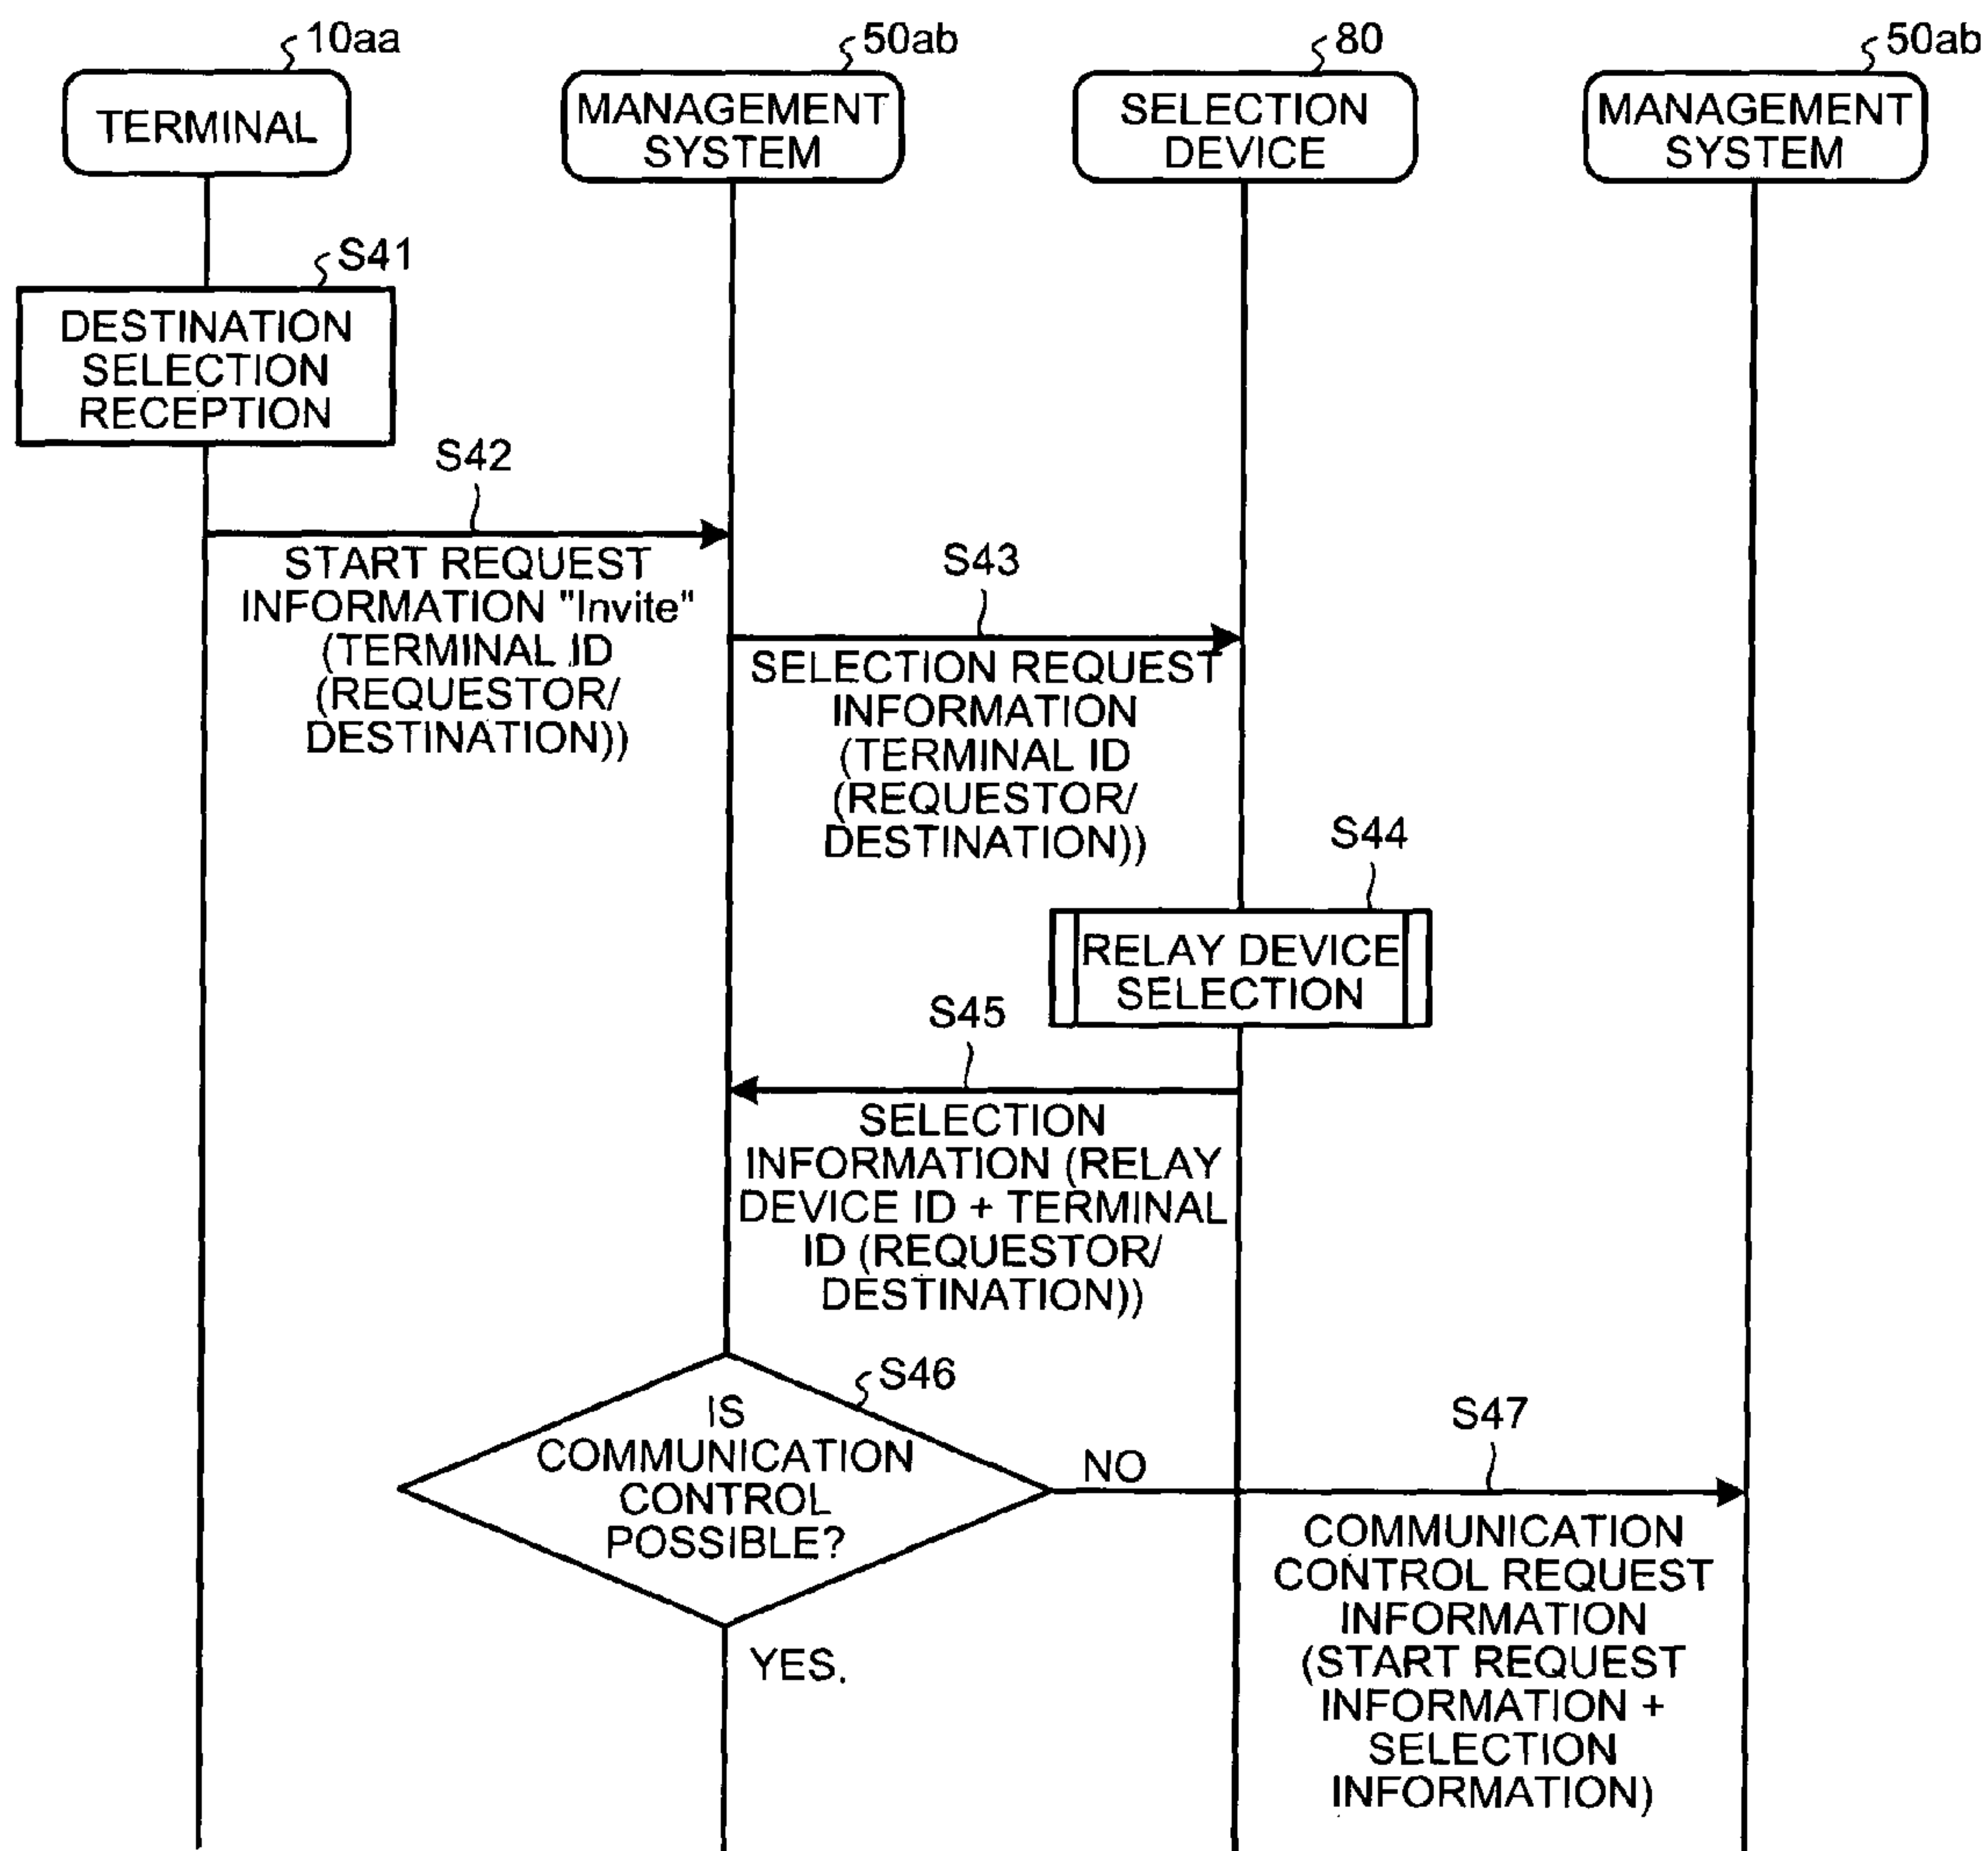 10aa
50ab
80
50ab
TERMINAL
MANAGEMENT
SYSTEM
SELECTION
DEVICE
MANAGEMENT
SYSTEM
S41
DESTINATION
SELECTION
RECEPTION
S42
START REQUEST
INFORMATION "Invite"
(TERMINAL ID
(REQUESTOR/
DESTINATION))
S43
SELECTION REQUEST
INFORMATION
(TERMINAL ID
(REQUESTOR/
DESTINATION))
S44
RELAY DEVICE
SELECTION
S45
SELECTION
INFORMATION (RELAY
DEVICE ID + TERMINAL
ID (REQUESTOR/
DESTINATION))
S46
IS
COMMUNICATION
CONTROL
POSSIBLE?
NO
YES.
S47
COMMUNICATION
CONTROL REQUEST
INFORMATION
(START REQUEST
INFORMATION +
SELECTION
INFORMATION)